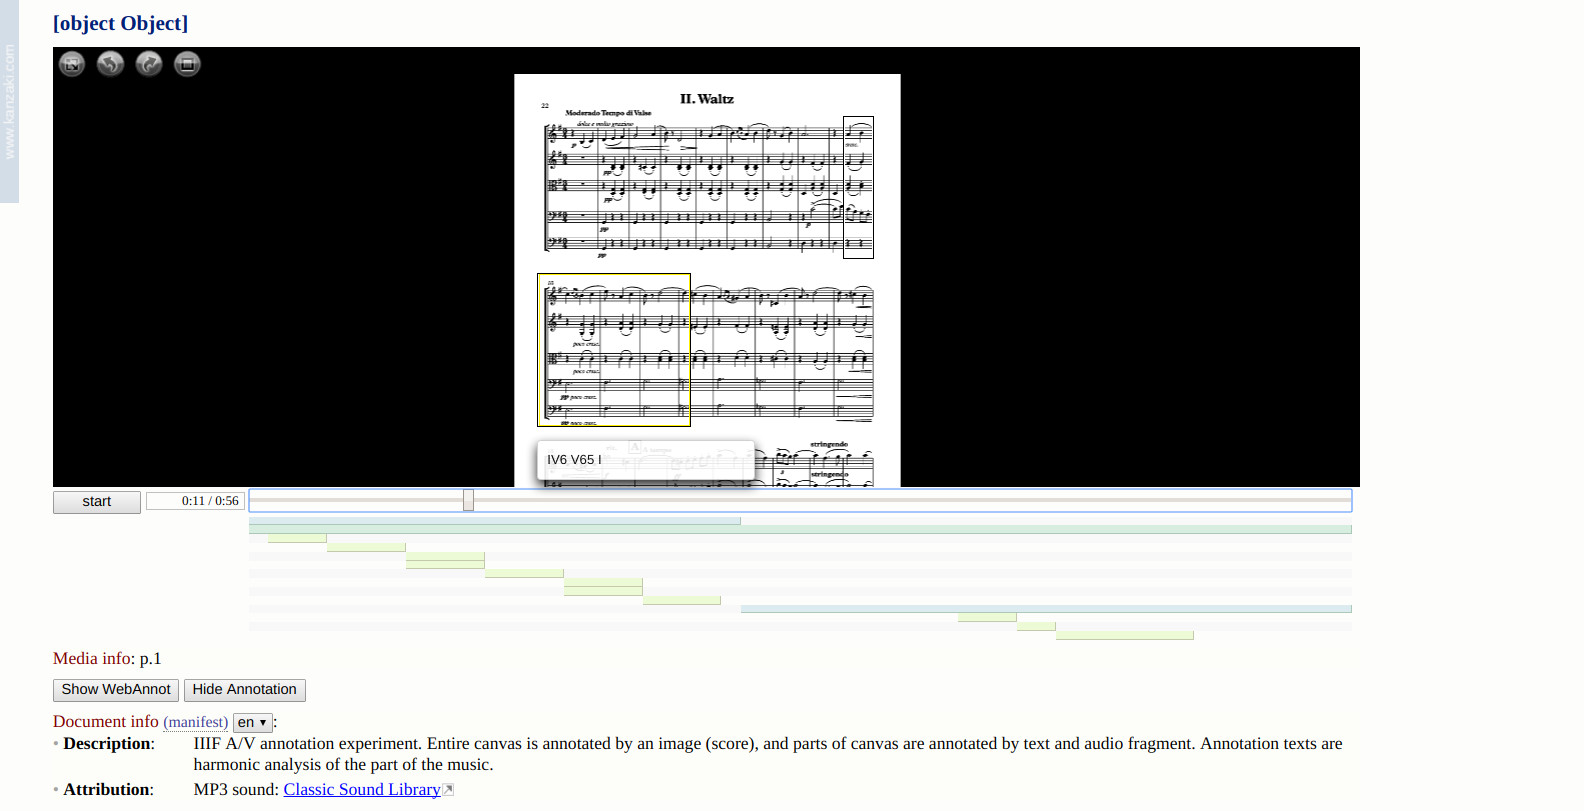 [object Object]
www.kanzaki.com
II. Waltz
22
Moderado Tempo di Valse
dolce e molto grazioso
p
pp
pp
pp
p
pp
poco cresc.
poco cresc.
pp poco cresc.
pp poco cresc.
A
stringendo
IV6 V65 I
stringendo
start
0:11 / 0:56
Media info: p.1
Show WebAnnot
Hide Annotation
Document info (manifest) en :
Description: IIIF A/V annotation experiment. Entire canvas is annotated by an image (score), and parts of canvas are annotated by text and audio fragment. Annotation texts are
harmonic analysis of the part of the music.
Attribution: MP3 sound: Classic Sound Library